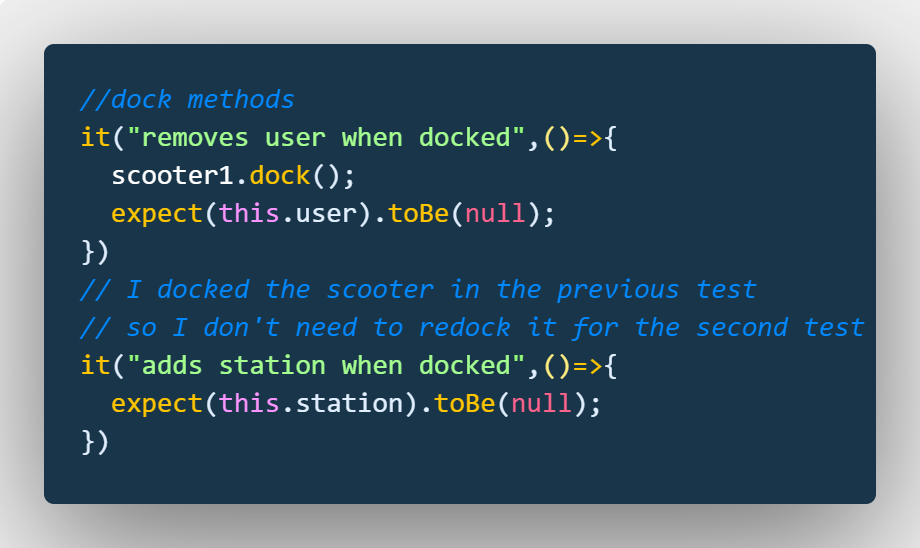 //dock methods
it("removes user when docked",()=>{
  scooter1.dock();
  expect(this.user).toBe(null);
})
// I docked the scooter in the previous test
// so I don't need to redock it for the second test
it("adds station when docked",()=>{
  expect(this.station).toBe(null);
})